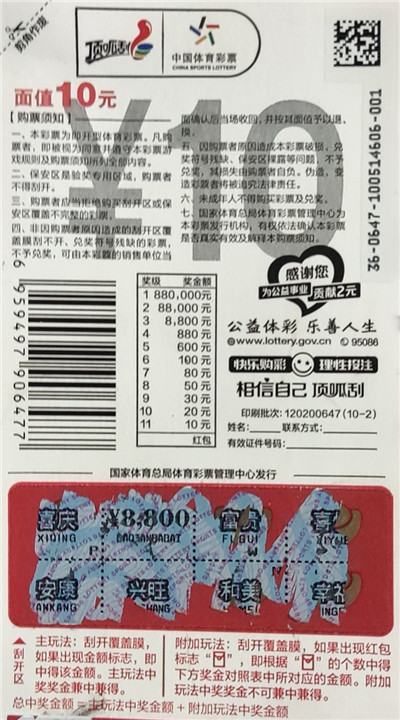 剪角作废
顶呱刮
中国体育彩票
CHINA SPORTS LOTTERY
面值10元
¥10
【购票须知】
一、本彩票为即开型体育彩票。凡购
票者，即被视为同意并遵守本彩票游
戏规则及购票须知所列全部内容。
二、保安区是验奖专用区域，购票者
不得刮开。
三、购票者应当拒绝购买刮开区或保
安区覆盖不完整的彩票。
四、非因购票者原因造成的刮开区覆
盖膜刮不开、兑奖符号残缺的彩票，
不予兑奖，可由本彩票的销售单位当
面确认后当场收回，并按其面值予以退
换。
五、因购票者原因造成本彩票破损、兑
奖符号残缺、保安区裸露等问题，不予
兑奖，其损失由购票者自负。伪造、变
造彩票者将被追究法律责任。
六、未成年人不得购买彩票及兑奖。
七、国家体育总局体育彩票管理中心为
本彩票发行机构，有权依法确认本彩票
是否真实有效及解释本购票须知。
36-0647-100514606-001
6 959497 906477
奖级 奖金额
1 880,000元
2 88,000元
3 8,800元
4 880元
5 600元
6 100元
7 80元
8 50元
9 30元
10 20元
11 10元
红包
感谢您
为公益事业 贡献2元
公益体彩 乐善人生
www.lottery.gov.cn 95086
快乐购彩 理性投注
相信自己 顶呱刮
印刷批次：120200647(10-2)
姓名： 联系方式：
有效证件号码：
国家体育总局体育彩票管理中心发行
喜庆 ¥8,800 富贵 喜
XIQING BAQIANBABAI FUGUI
安康 兴旺 和美 幸
ANKANG
刮开区
主玩法：刮开覆盖膜，
如果出现金额标志，即
中得该金额。主玩法中
奖奖金兼中兼得。
附加玩法：刮开覆盖膜，如果出现红包
标志“ ”，即根据“ ”的个数中得
下方奖金对照表中所对应的金额。附加
玩法中奖奖金不可兼中兼得。
总中奖金额 = 主玩法中奖金额 + 附加玩法中奖金额